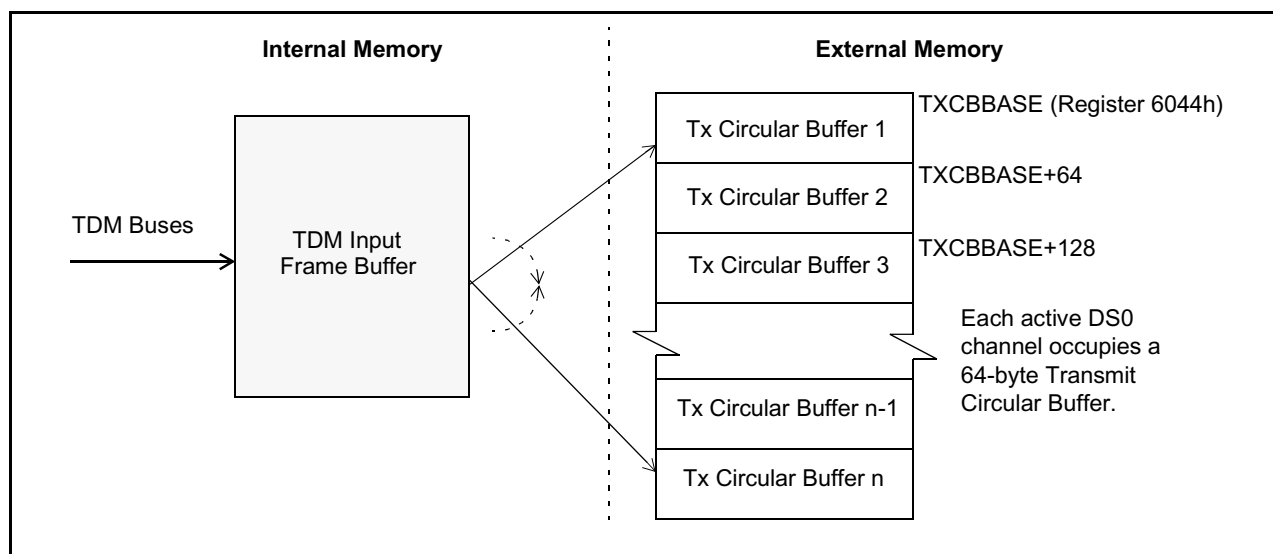 Internal Memory
External Memory
TDM Buses
TDM Input
Frame Buffer
Tx Circular Buffer 1
TXCBBASE (Register 6044h)
Tx Circular Buffer 2
TXCBBASE+64
Tx Circular Buffer 3
TXCBBASE+128
Each active DS0
channel occupies a
64-byte Transmit
Circular Buffer.
Tx Circular Buffer n-1
Tx Circular Buffer n